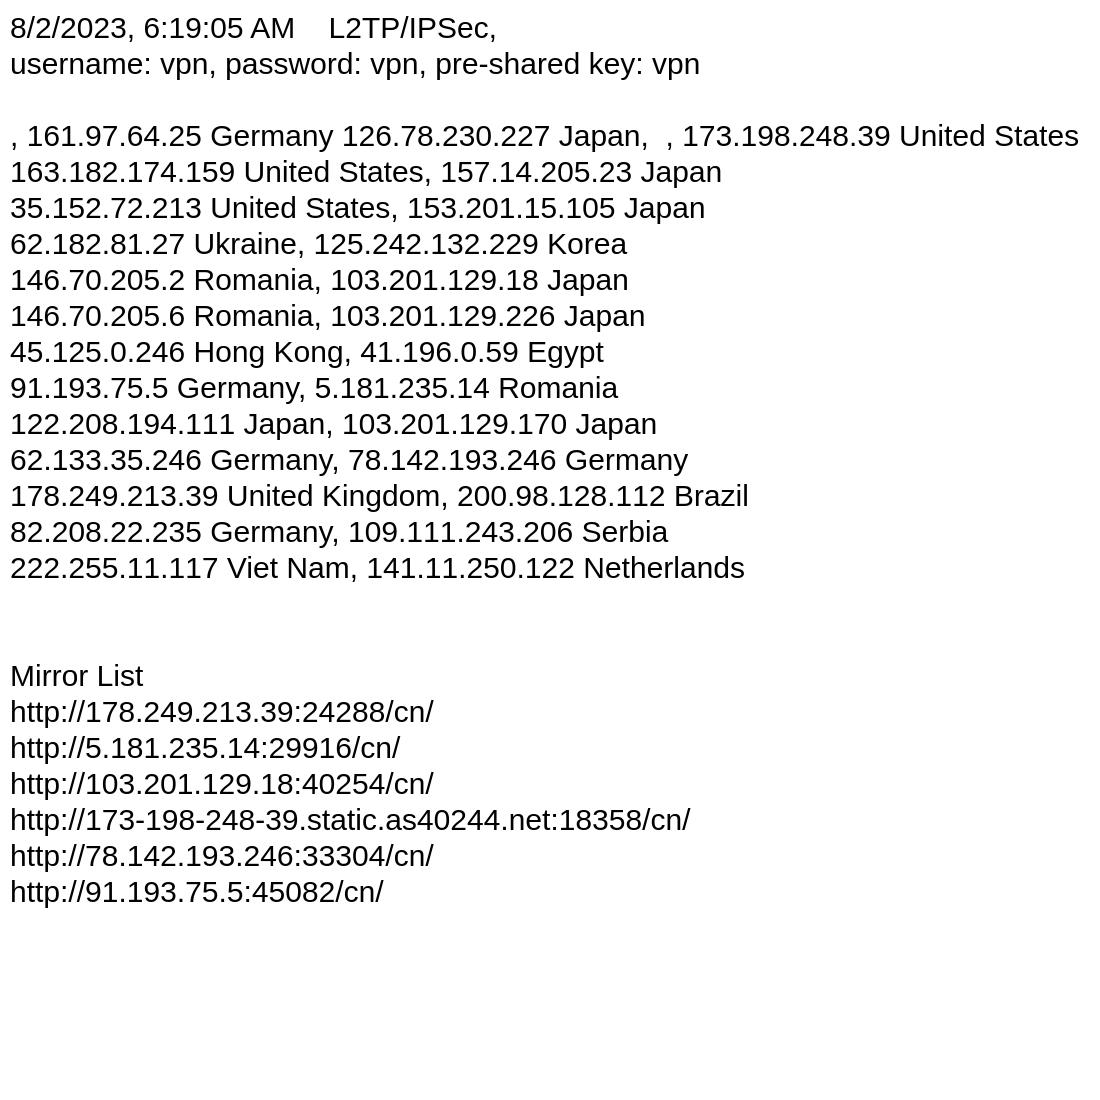 8/2/2023, 6:19:05 AM    L2TP/IPSec,
username: vpn, password: vpn, pre-shared key: vpn
, 161.97.64.25 Germany 126.78.230.227 Japan,  , 173.198.248.39 United States
163.182.174.159 United States, 157.14.205.23 Japan
35.152.72.213 United States, 153.201.15.105 Japan
62.182.81.27 Ukraine, 125.242.132.229 Korea
146.70.205.2 Romania, 103.201.129.18 Japan
146.70.205.6 Romania, 103.201.129.226 Japan
45.125.0.246 Hong Kong, 41.196.0.59 Egypt
91.193.75.5 Germany, 5.181.235.14 Romania
122.208.194.111 Japan, 103.201.129.170 Japan
62.133.35.246 Germany, 78.142.193.246 Germany
178.249.213.39 United Kingdom, 200.98.128.112 Brazil
82.208.22.235 Germany, 109.111.243.206 Serbia
222.255.11.117 Viet Nam, 141.11.250.122 Netherlands
Mirror List
http://178.249.213.39:24288/cn/
http://5.181.235.14:29916/cn/
http://103.201.129.18:40254/cn/
http://173-198-248-39.static.as40244.net:18358/cn/
http://78.142.193.246:33304/cn/
http://91.193.75.5:45082/cn/